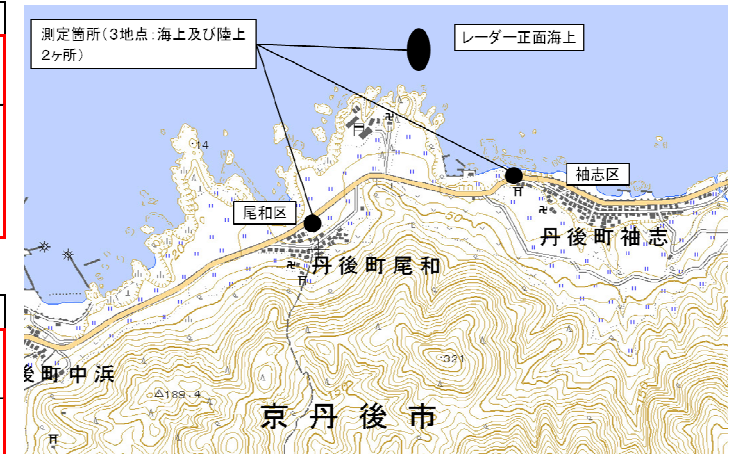 測定箇所(3地点:海上及び陸上
2ヶ所)
レーダー正面海上
14
袖志区
尾和区
丹後町袖志
丹後町尾和
321
後町中浜
189.4
京丹後市